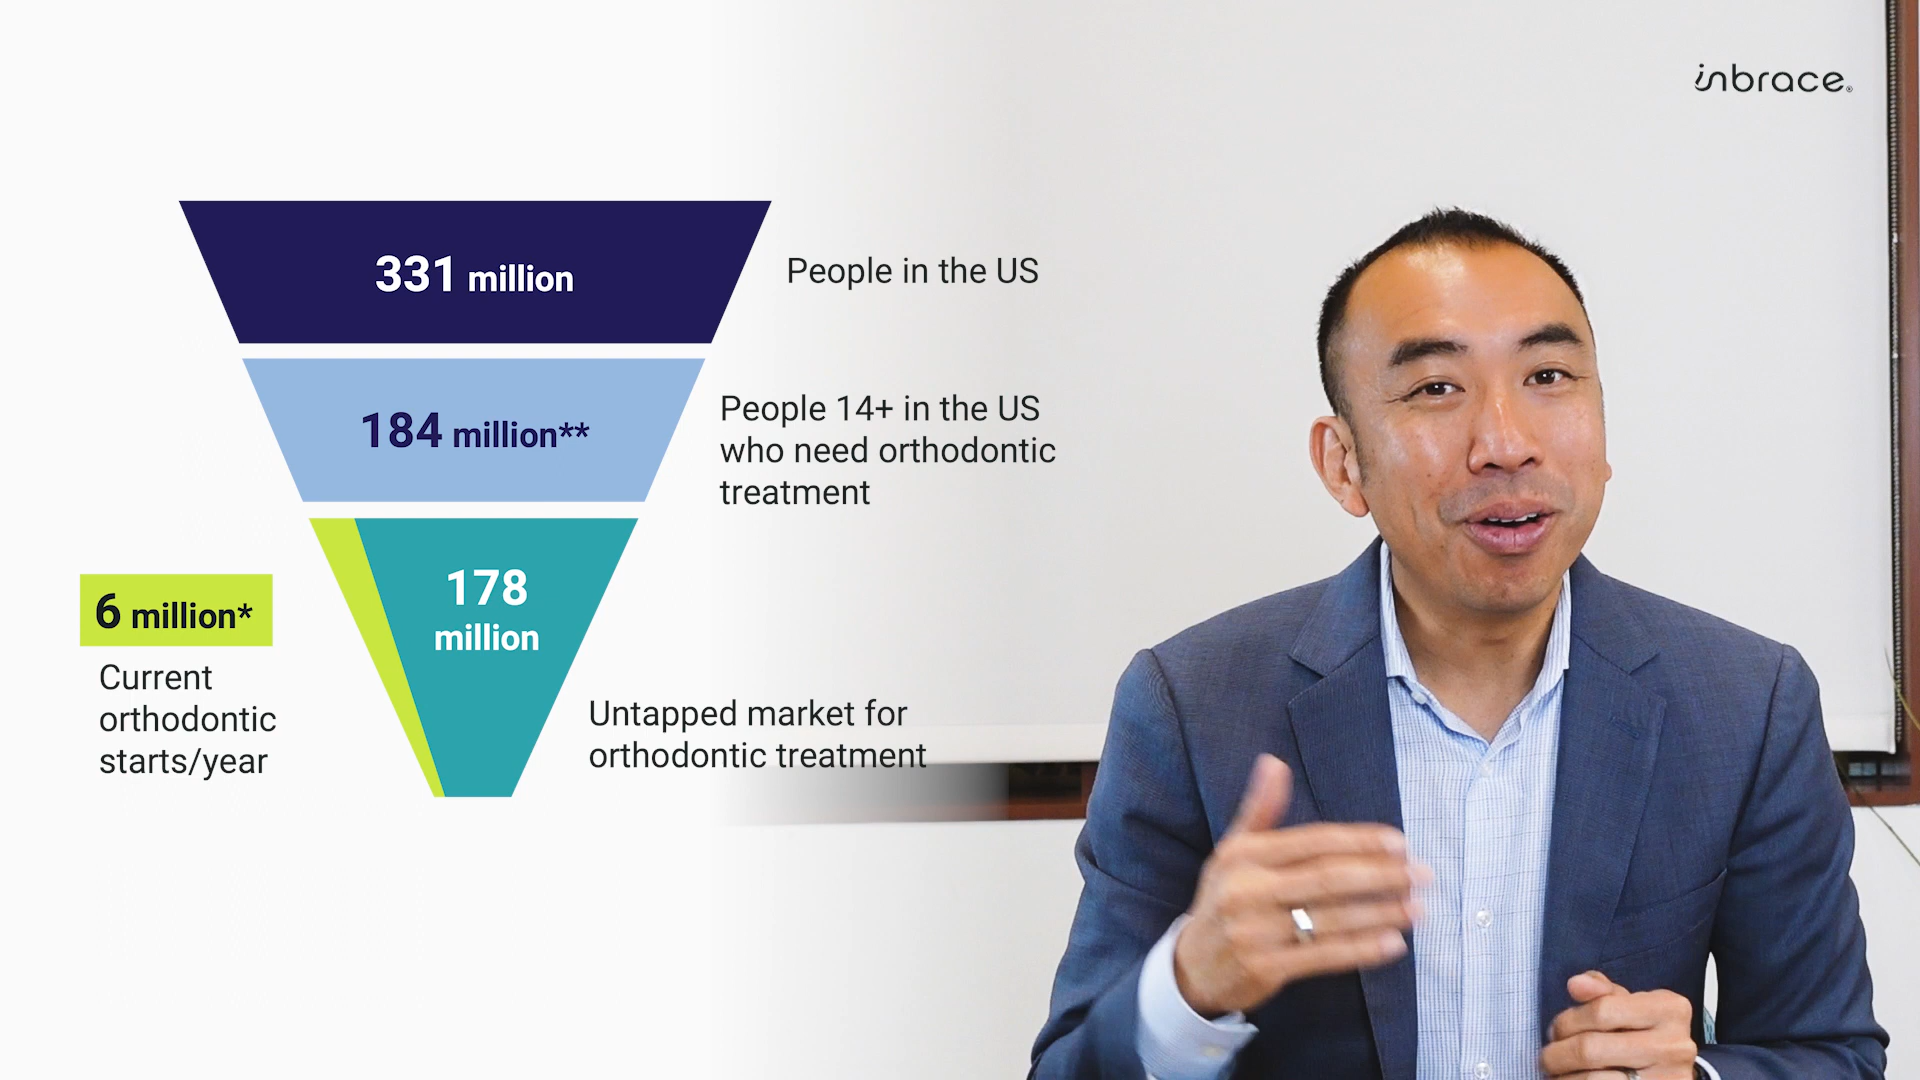 inbrace®
331 million
People in the US
184 million**
People 14+ in the US
who need orthodontic
treatment
6 million*
Current
orthodontic
starts/year
178
million
Untapped market for
orthodontic treatment